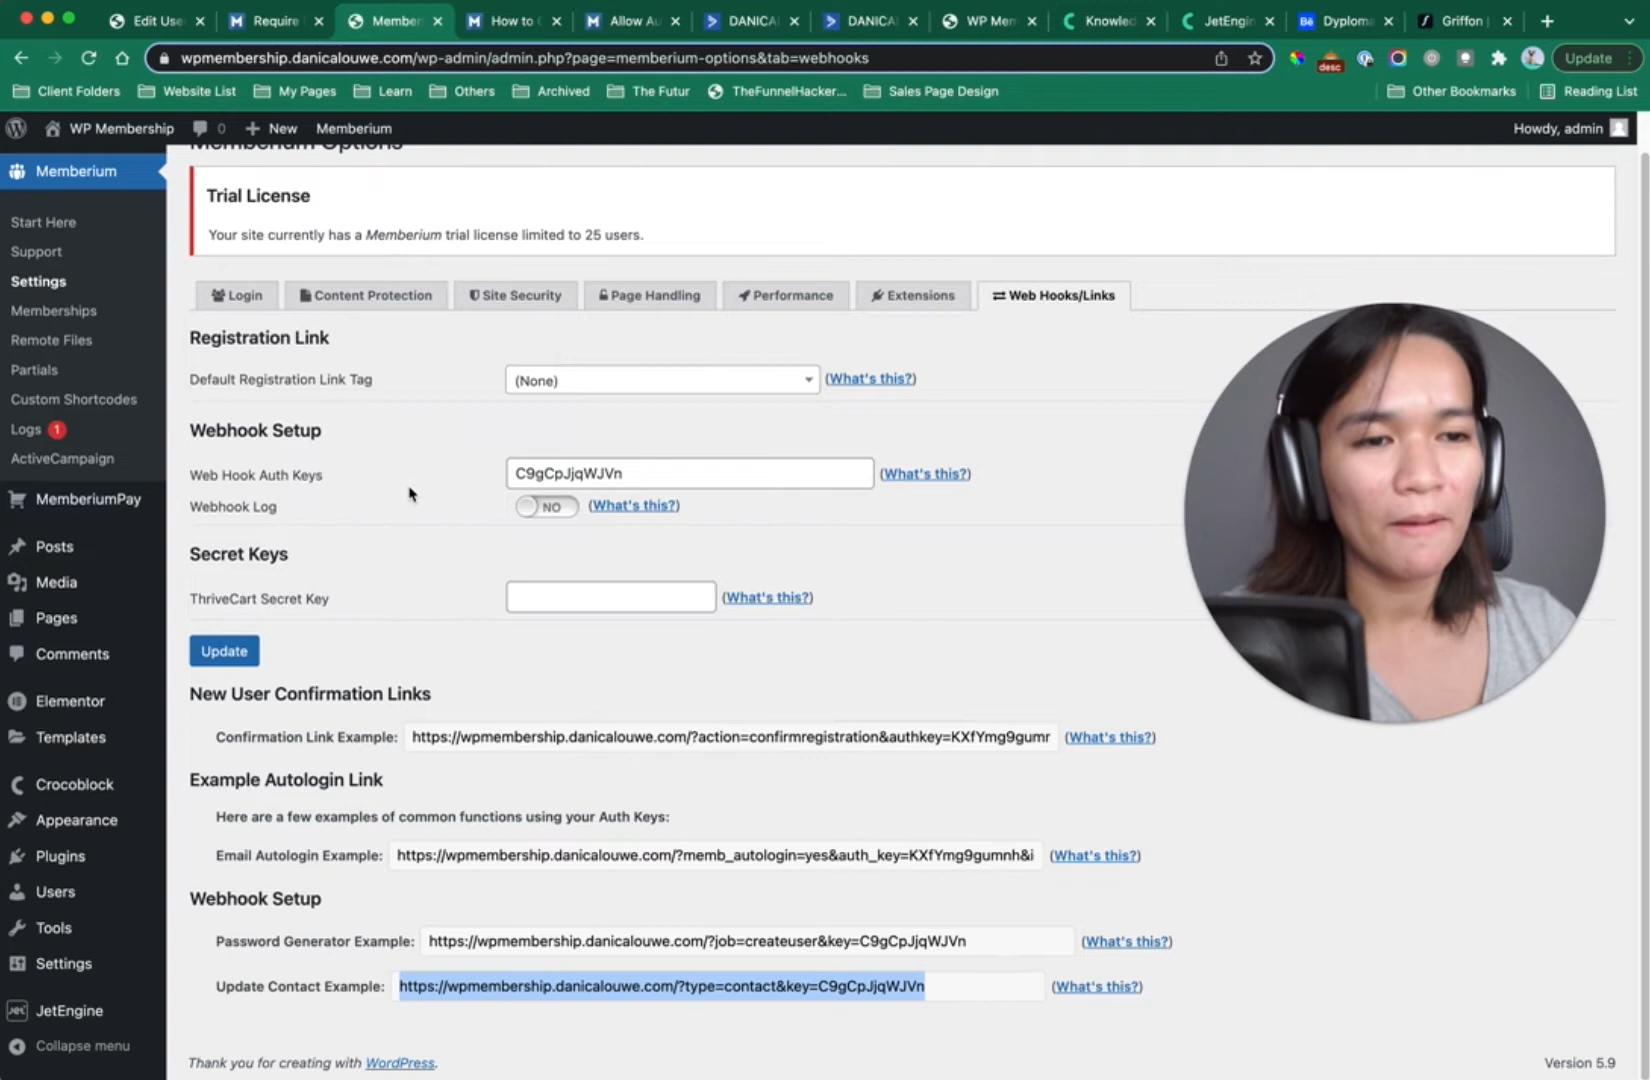 Edit Use
Require
Member
How to
Allow Au
DANICA
DANICA
WP Mem
Knowled
JetEngin
Bē Dyploma
Griffon
wpmembership.danicalouwe.com/wp-admin/admin.php?page=memberium-options&tab=webhooks
desc
Update
Client Folders
Website List
My Pages
Learn
Others
Archived
The Futur
TheFunnelHacker...
Sales Page Design
Other Bookmarks
Reading List
WP Membership
0
New
Memberium
Howdy, admin
Memberium
Start Here
Support
Settings
Memberships
Remote Files
Partials
Custom Shortcodes
Logs 1
ActiveCampaign
MemberiumPay
Posts
Media
Pages
Comments
Elementor
Templates
Crocoblock
Appearance
Plugins
Users
Tools
Settings
JetEngine
Collapse menu
Memberium Options
Trial License
Your site currently has a Memberium trial license limited to 25 users.
Login
Content Protection
Site Security
Page Handling
Performance
Extensions
Web Hooks/Links
Registration Link
Default Registration Link Tag (None) (What's this?)
Webhook Setup
Web Hook Auth Keys C9gCpJjqWJVn (What's this?)
Webhook Log NO (What's this?)
Secret Keys
ThriveCart Secret Key (What's this?)
Update
New User Confirmation Links
Confirmation Link Example: https://wpmembership.danicalouwe.com/?action=confirmregistration&authkey=KXfYmg9gumr (What's this?)
Example Autologin Link
Here are a few examples of common functions using your Auth Keys:
Email Autologin Example: https://wpmembership.danicalouwe.com/?memb_autologin=yes&auth_key=KXfYmg9gumnh&i (What's this?)
Webhook Setup
Password Generator Example: https://wpmembership.danicalouwe.com/?job=createuser&key=C9gCpJjqWJVn (What's this?)
Update Contact Example: https://wpmembership.danicalouwe.com/?type=contact&key=C9gCpJjqWJVn (What's this?)
Thank you for creating with WordPress.
Version 5.9